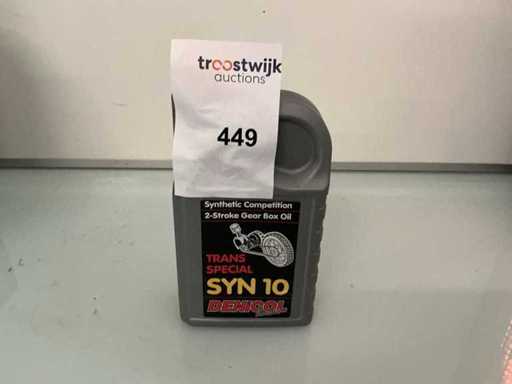 troostwijk
auctions
449
Synthetic Competition
2-Stroke Gear Box Oil
TRANS
SPECIAL
SYN 10
DENICOL